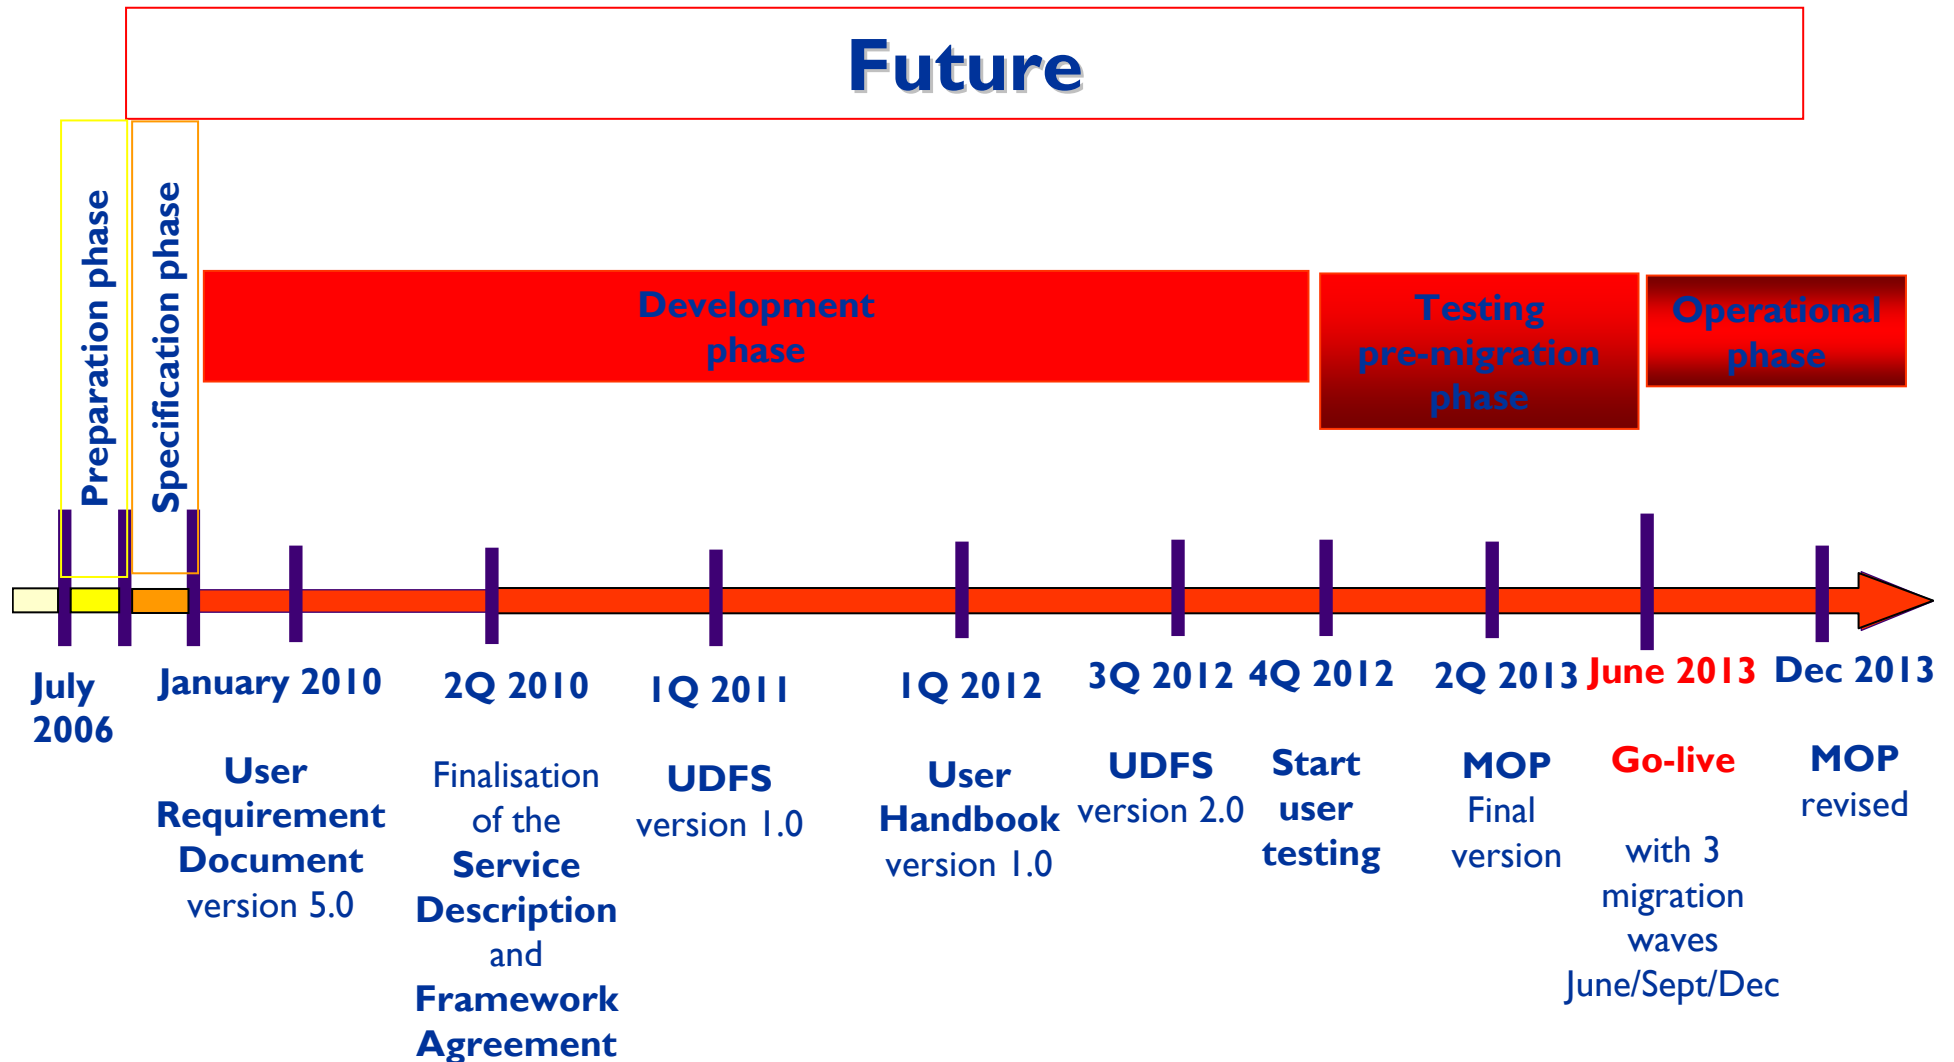 Future
Preparation phase
Specification phase
Development
phase
Testing
pre-migration
phase
Operational
phase
July
2006
January 2010
User
Requirement
Document
version 5.0
2Q 2010
Finalisation
of the
Service
Description
and
Framework
Agreement
1Q 2011
UDFS
version 1.0
1Q 2012
User
Handbook
version 1.0
3Q 2012
UDFS
version 2.0
4Q 2012
Start
user
testing
2Q 2013
MOP
Final
version
June 2013
Go-live
with 3
migration
waves
June/Sept/Dec
Dec 2013
MOP
revised